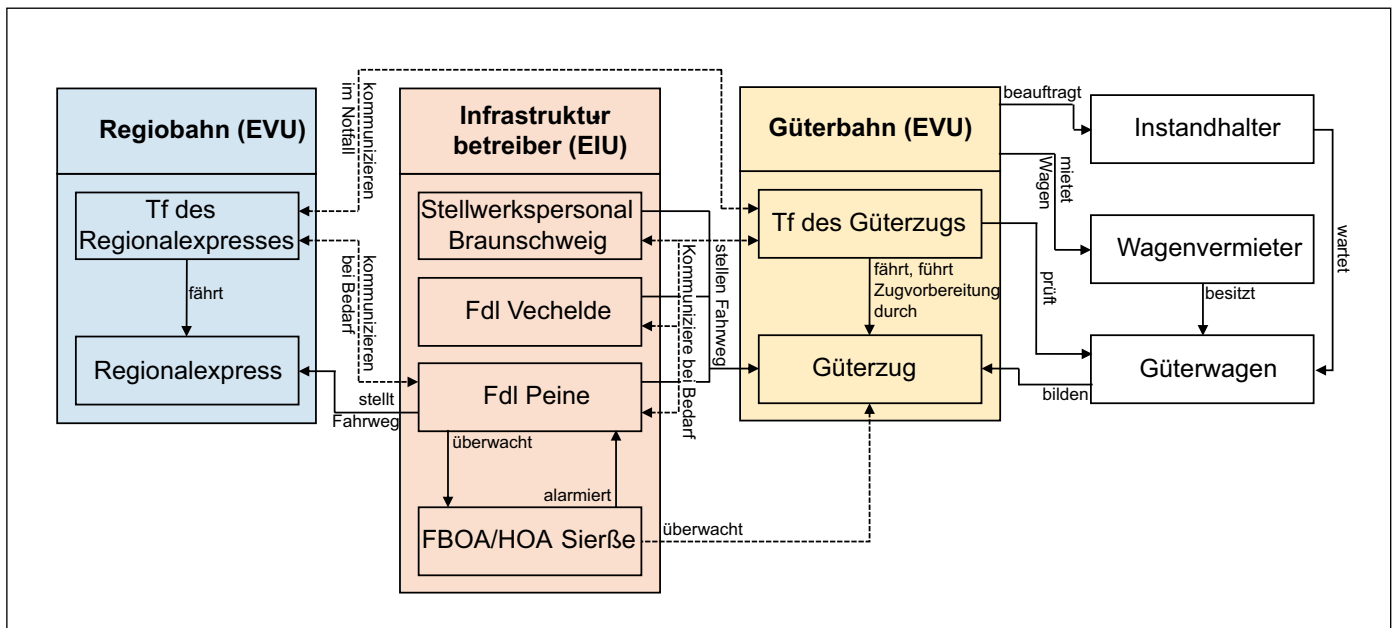 Regiobahn (EVU)
Tf des
Regionalexpresses
fährt
Regionalexpress
kommunizieren
im Notfall
kommunizieren
bei Bedarf
stellt
Fahrweg
Infrastruktur
betreiber (EIU)
Stellwerkspersonal
Braunschweig
Fdl Vechelde
Fdl Peine
überwacht
alarmiert
FBOA/HOA Sierße
überwacht
stellen Fahrweg
Kommuniziere bei Bedarf
Güterbahn (EVU)
Tf des Güterzugs
fährt, führt
Zugvorbereitung
durch
Güterzug
prüft
beauftragt
mietet
Wagen
Instandhalter
Wagenvermieter
besitzt
wartet
Güterwagen
bilden